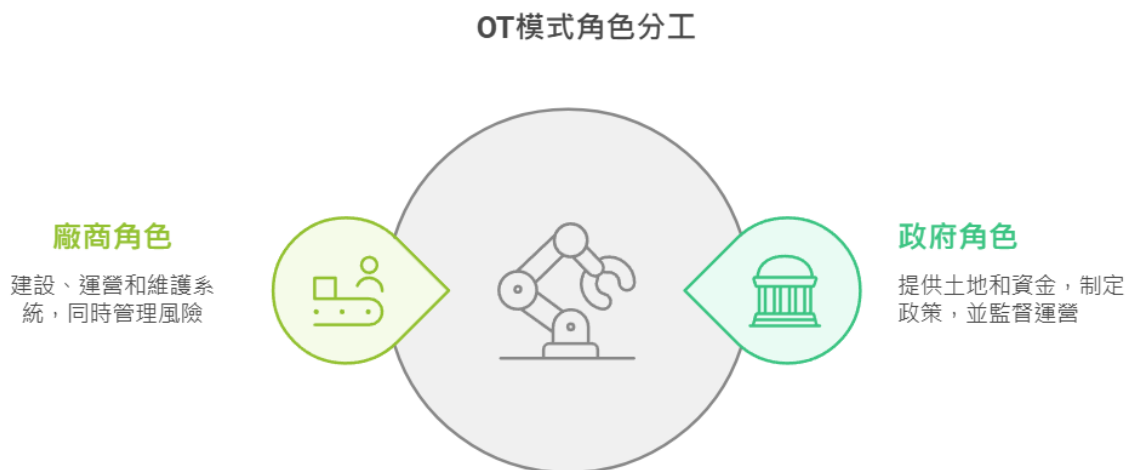 OT模式角色分工
廠商角色
建設、運營和維護系
統，同時管理風險
政府角色
提供土地和資金，制定
政策，並監督運營